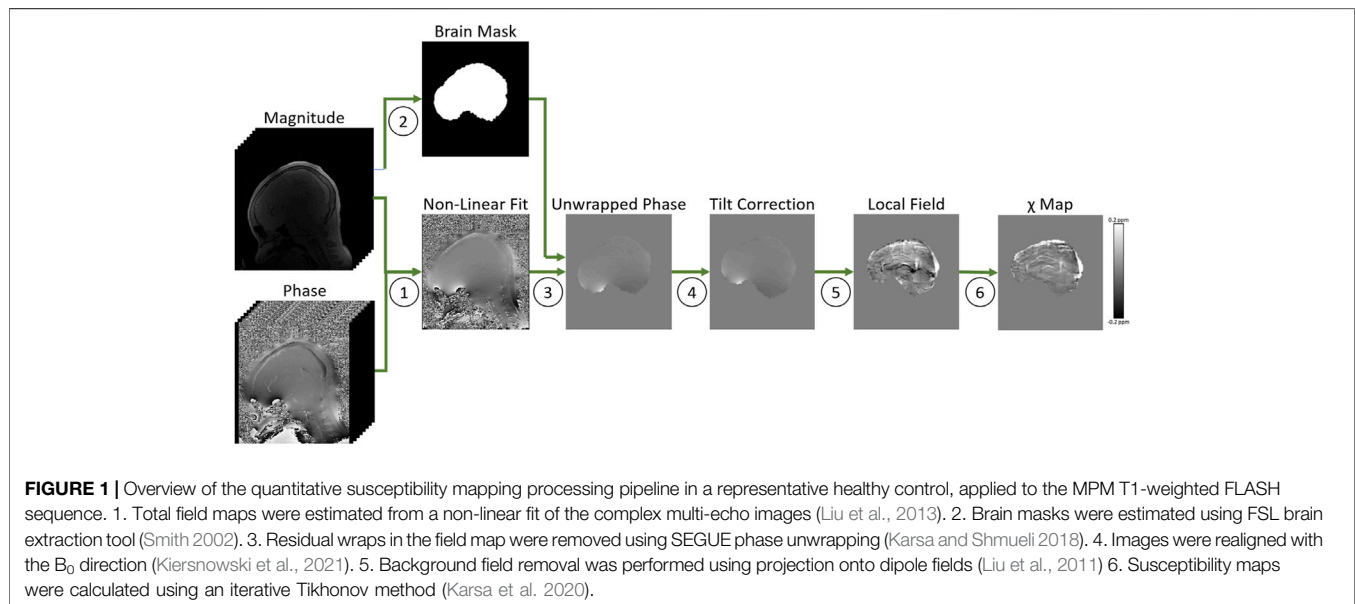 Brain Mask
Magnitude
2
Non-Linear Fit
Unwrapped Phase
Tilt Correction
Local Field
χ Map
0.2 ppm
-0.2 ppm
Phase
1
3
4
5
6
FIGURE 1 | Overview of the quantitative susceptibility mapping processing pipeline in a representative healthy control, applied to the MPM T1-weighted FLASH
sequence. 1. Total field maps were estimated from a non-linear fit of the complex multi-echo images (Liu et al., 2013). 2. Brain masks were estimated using FSL brain
extraction tool (Smith 2002). 3. Residual wraps in the field map were removed using SEGUE phase unwrapping (Karsa and Shmueli 2018). 4. Images were realigned with
the B₀ direction (Kiersnowski et al., 2021). 5. Background field removal was performed using projection onto dipole fields (Liu et al., 2011) 6. Susceptibility maps
were calculated using an iterative Tikhonov method (Karsa et al. 2020).